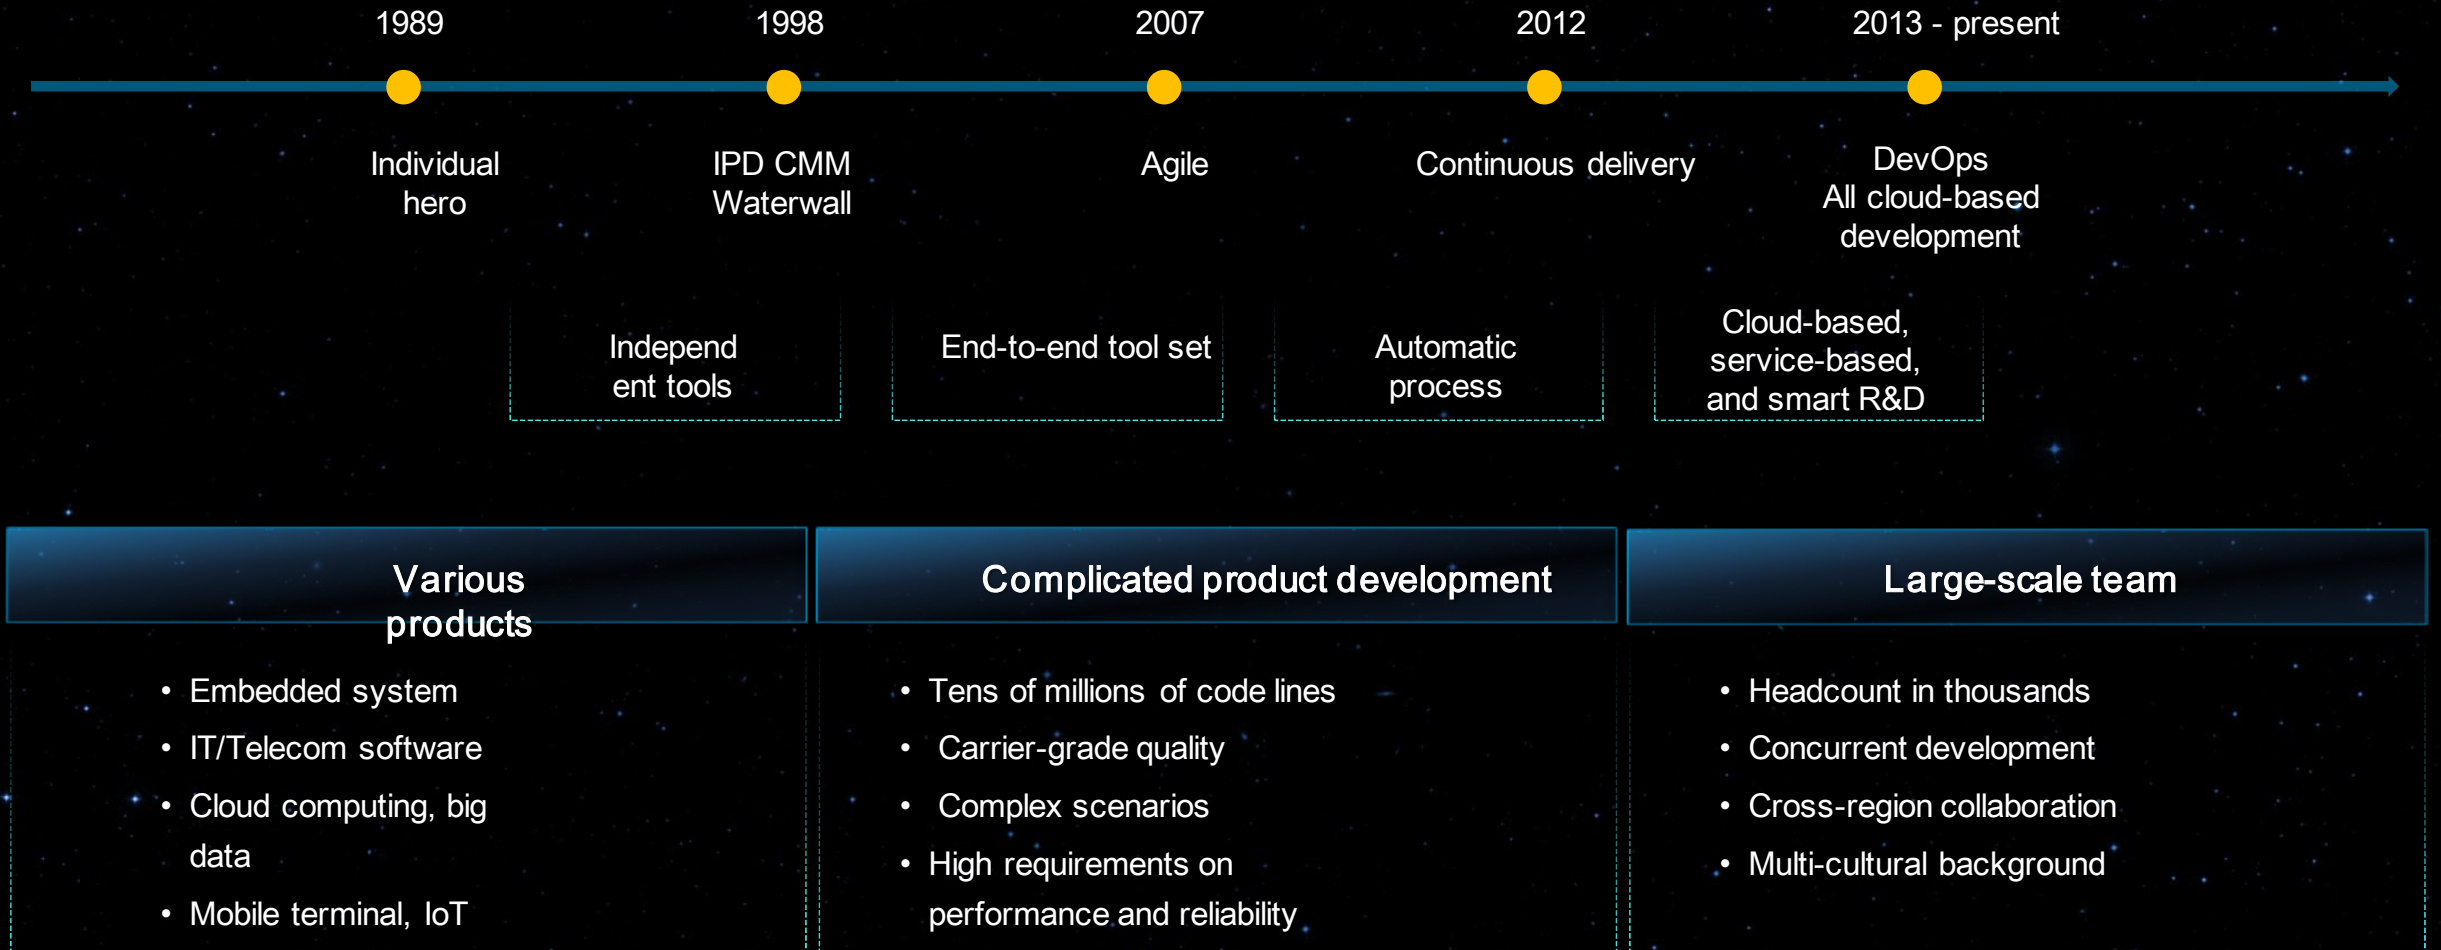 1989
1998
2007
2012
2013 - present
Individual
hero
IPD CMM
Waterwall
Agile
Continuous delivery
DevOps
All cloud-based
development
Independ
ent tools
End-to-end tool set
Automatic
process
Cloud-based,
service-based,
and smart R&D
Various
products
• Embedded system
• IT/Telecom software
• Cloud computing, big
data
• Mobile terminal, IoT
Complicated product development
• Tens of millions of code lines
• Carrier-grade quality
• Complex scenarios
• High requirements on
performance and reliability
Large-scale team
• Headcount in thousands
• Concurrent development
• Cross-region collaboration
• Multi-cultural background